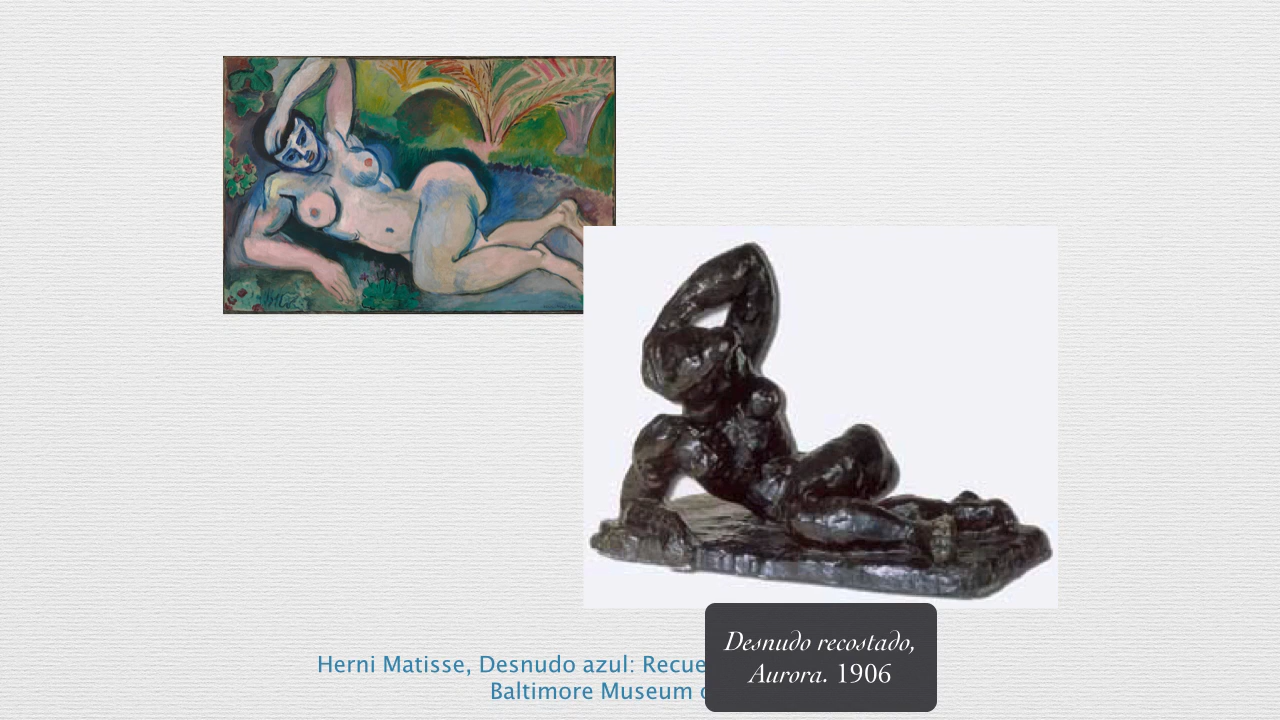 Herni Matisse, Desnudo azul: Recue
Baltimore Museum
Desnudo recostado,
Aurora. 1906